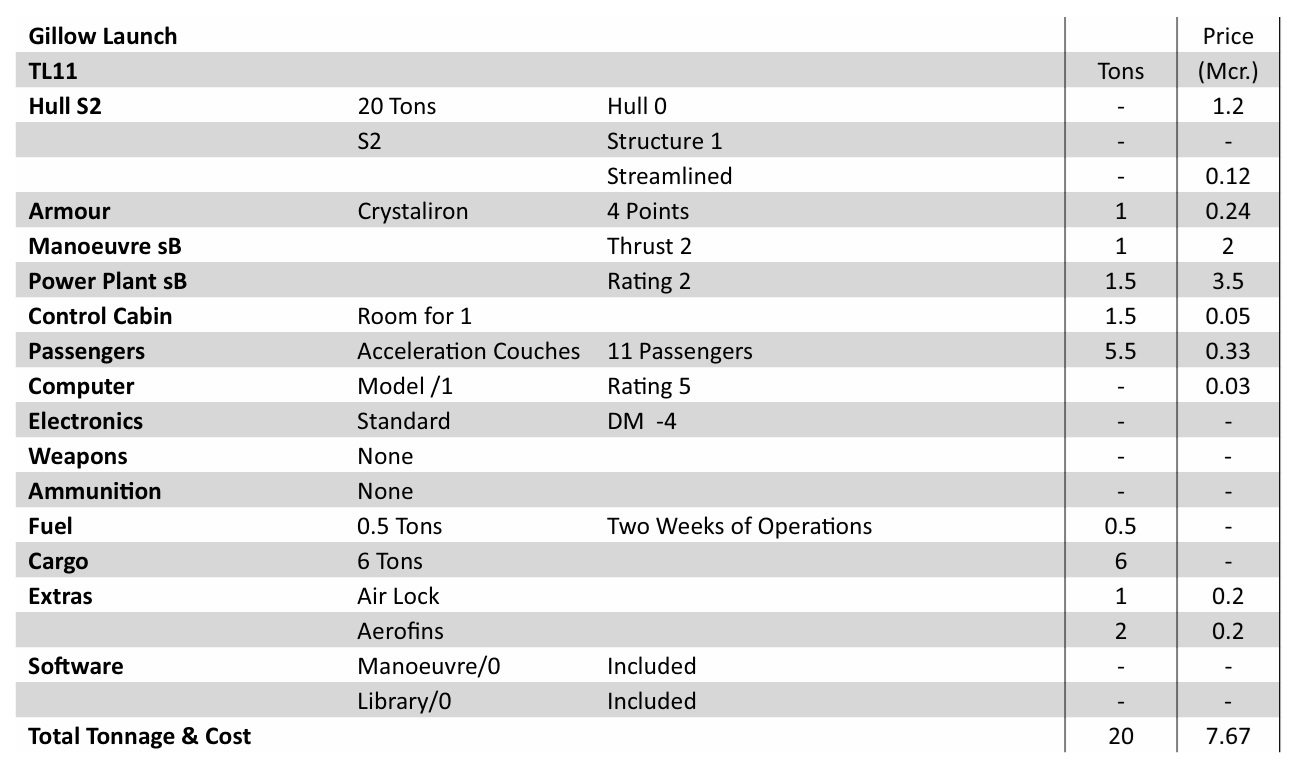 Gillow Launch Price
TL11 Tons (Mcr.)
Hull S2 20 Tons Hull 0 - 1.2
S2 Structure 1 - -
Streamlined - 0.12
Armour Crystaliron 4 Points 1 0.24
Manoeuvre sB Thrust 2 1 2
Power Plant sB Rating 2 1.5 3.5
Control Cabin Room for 1 1.5 0.05
Passengers Acceleration Couches 11 Passengers 5.5 0.33
Computer Model /1 Rating 5 - 0.03
Electronics Standard DM -4 - -
Weapons None - -
Ammunition None - -
Fuel 0.5 Tons Two Weeks of Operations 0.5 -
Cargo 6 Tons 6 -
Extras Air Lock 1 0.2
Aerofins 2 0.2
Software Manoeuvre/0 Included - -
Library/0 Included - -
Total Tonnage & Cost 20 7.67